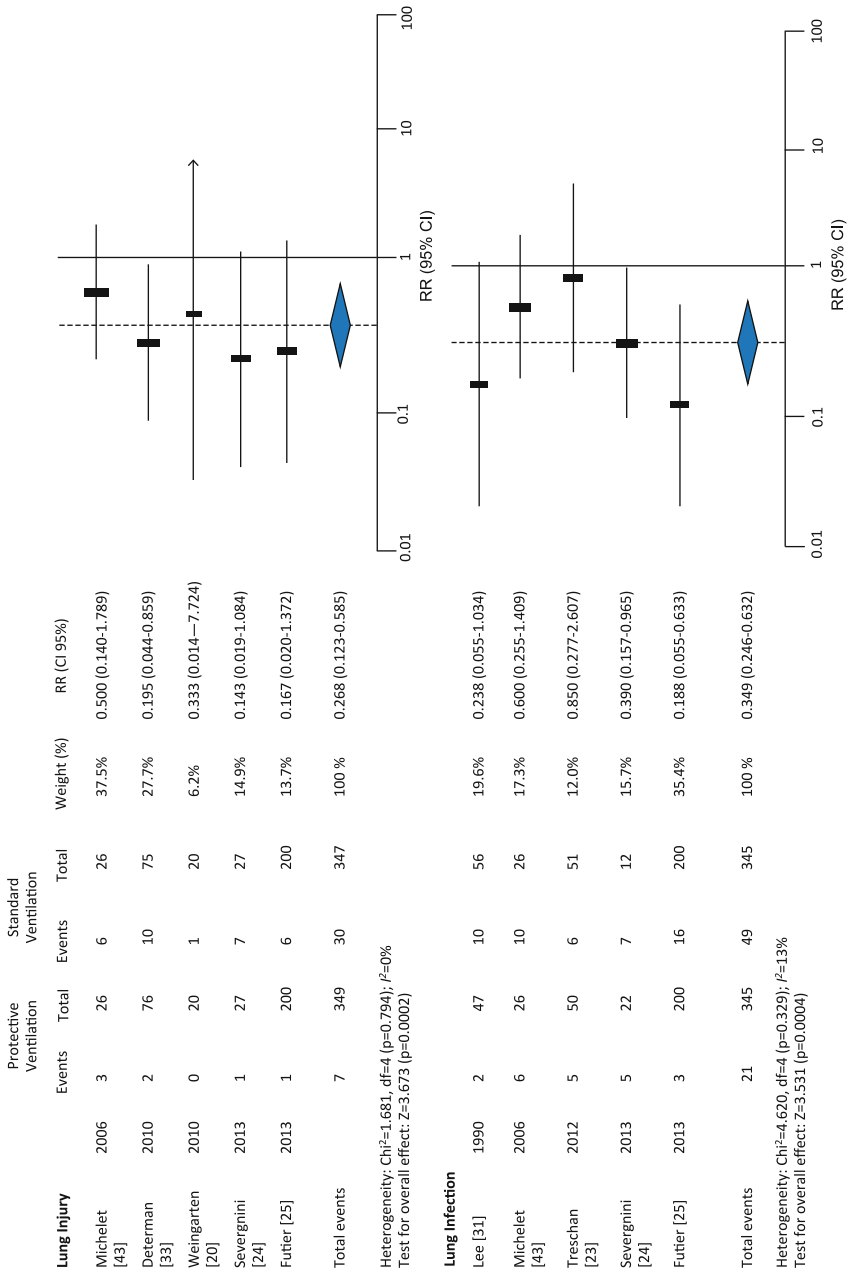 Protective Standard
Ventilation Ventilation
Lung Injury Events Total Events Total Weight (%) RR (CI 95%)
Michelet 2006 3 26 6 26 37.5% 0.500 (0.140-1.789)
[43]
Determan 2010 2 76 10 75 27.7% 0.195 (0.044-0.859)
[33]
Weingarten 2010 0 20 1 20 6.2% 0.333 (0.014—7.724)
[20]
Severgnini 2013 1 27 7 27 14.9% 0.143 (0.019-1.084)
[24]
Futier [25] 2013 1 200 6 200 13.7% 0.167 (0.020-1.372)
Total events 7 349 30 347 100 % 0.268 (0.123-0.585)
Heterogeneity: Chi²=1.681, df=4 (p=0.794); I²=0%
Test for overall effect: Z=3.673 (p=0.0002)
0.01 0.1 1 10 100
RR (95% CI)
Lung Infection
Lee [31] 1990 2 47 10 56 19.6% 0.238 (0.055-1.034)
Michelet 2006 6 26 10 26 17.3% 0.600 (0.255-1.409)
[43]
Treschan 2012 5 50 6 51 12.0% 0.850 (0.277-2.607)
[23]
Severgnini 2013 5 22 7 12 15.7% 0.390 (0.157-0.965)
[24]
Futier [25] 2013 3 200 16 200 35.4% 0.188 (0.055-0.633)
Total events 21 345 49 345 100 % 0.349 (0.246-0.632)
Heterogeneity: Chi²=4.620, df=4 (p=0.329); I²=13%
Test for overall effect: Z=3.531 (p=0.0004)
0.01 0.1 1 10 100
RR (95% CI)